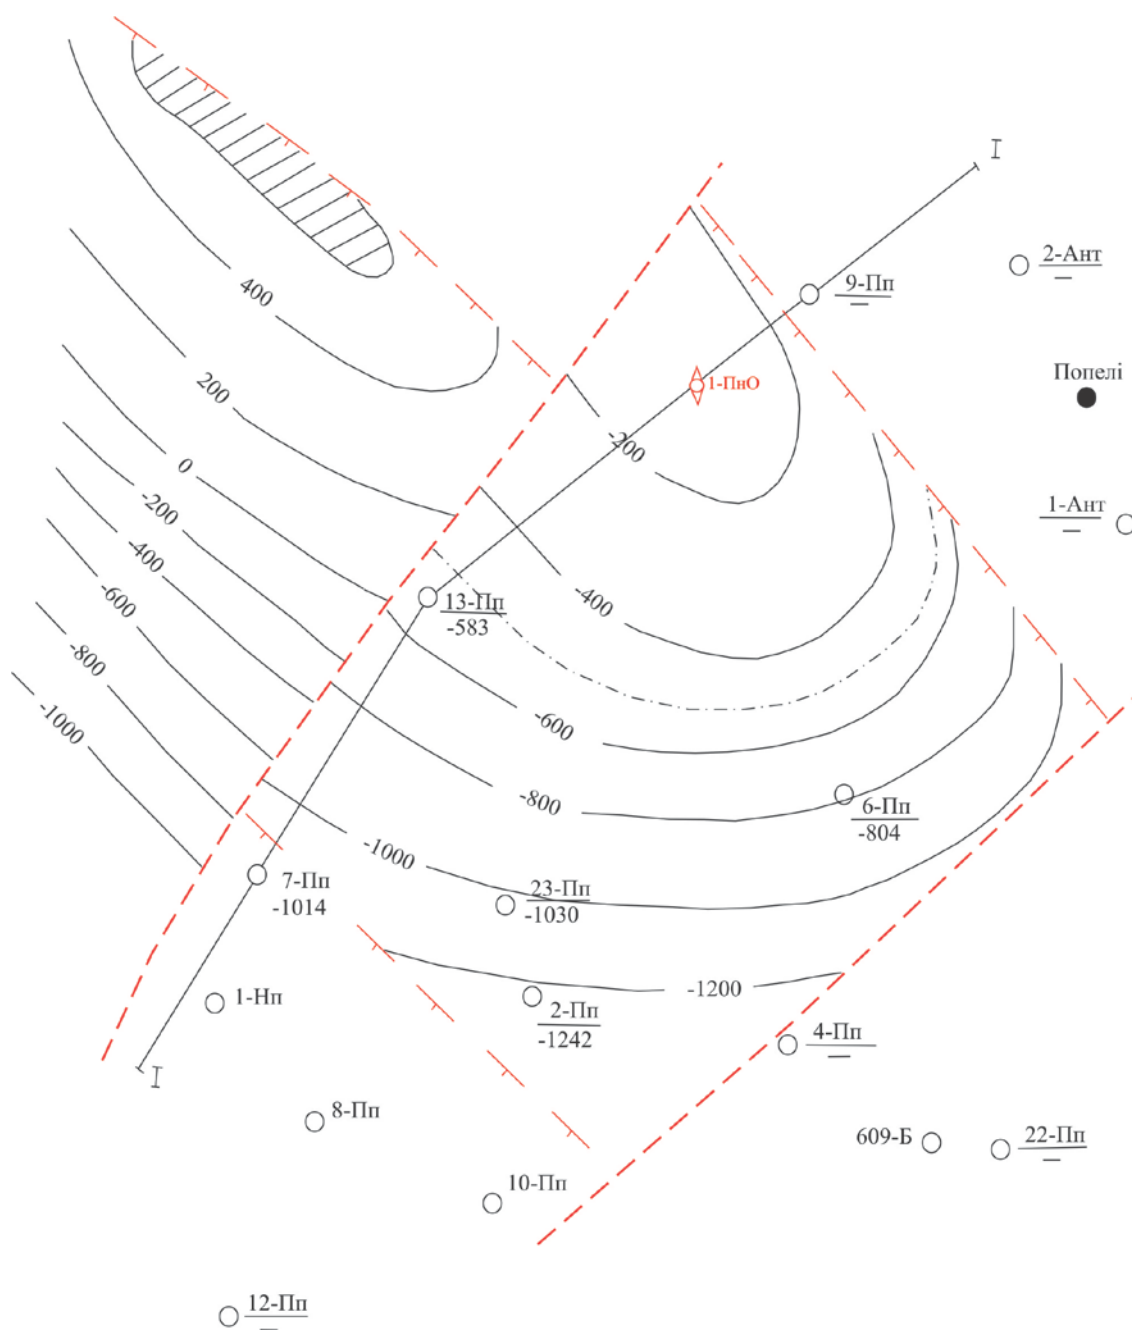 I
2-Ант
—
9-Пп
—
400
Попелі
1-ПнО
200
-200
0
-200
1-Ант
—
-400
-400
-600
13-Пп
-583
-800
-600
-1000
-800
6-Пп
-804
-1000
7-Пп
-1014
23-Пп
-1030
-1200
1-Нп
2-Пп
-1242
4-Пп
—
I
8-Пп
609-Б
22-Пп
—
10-Пп
12-Пп
—